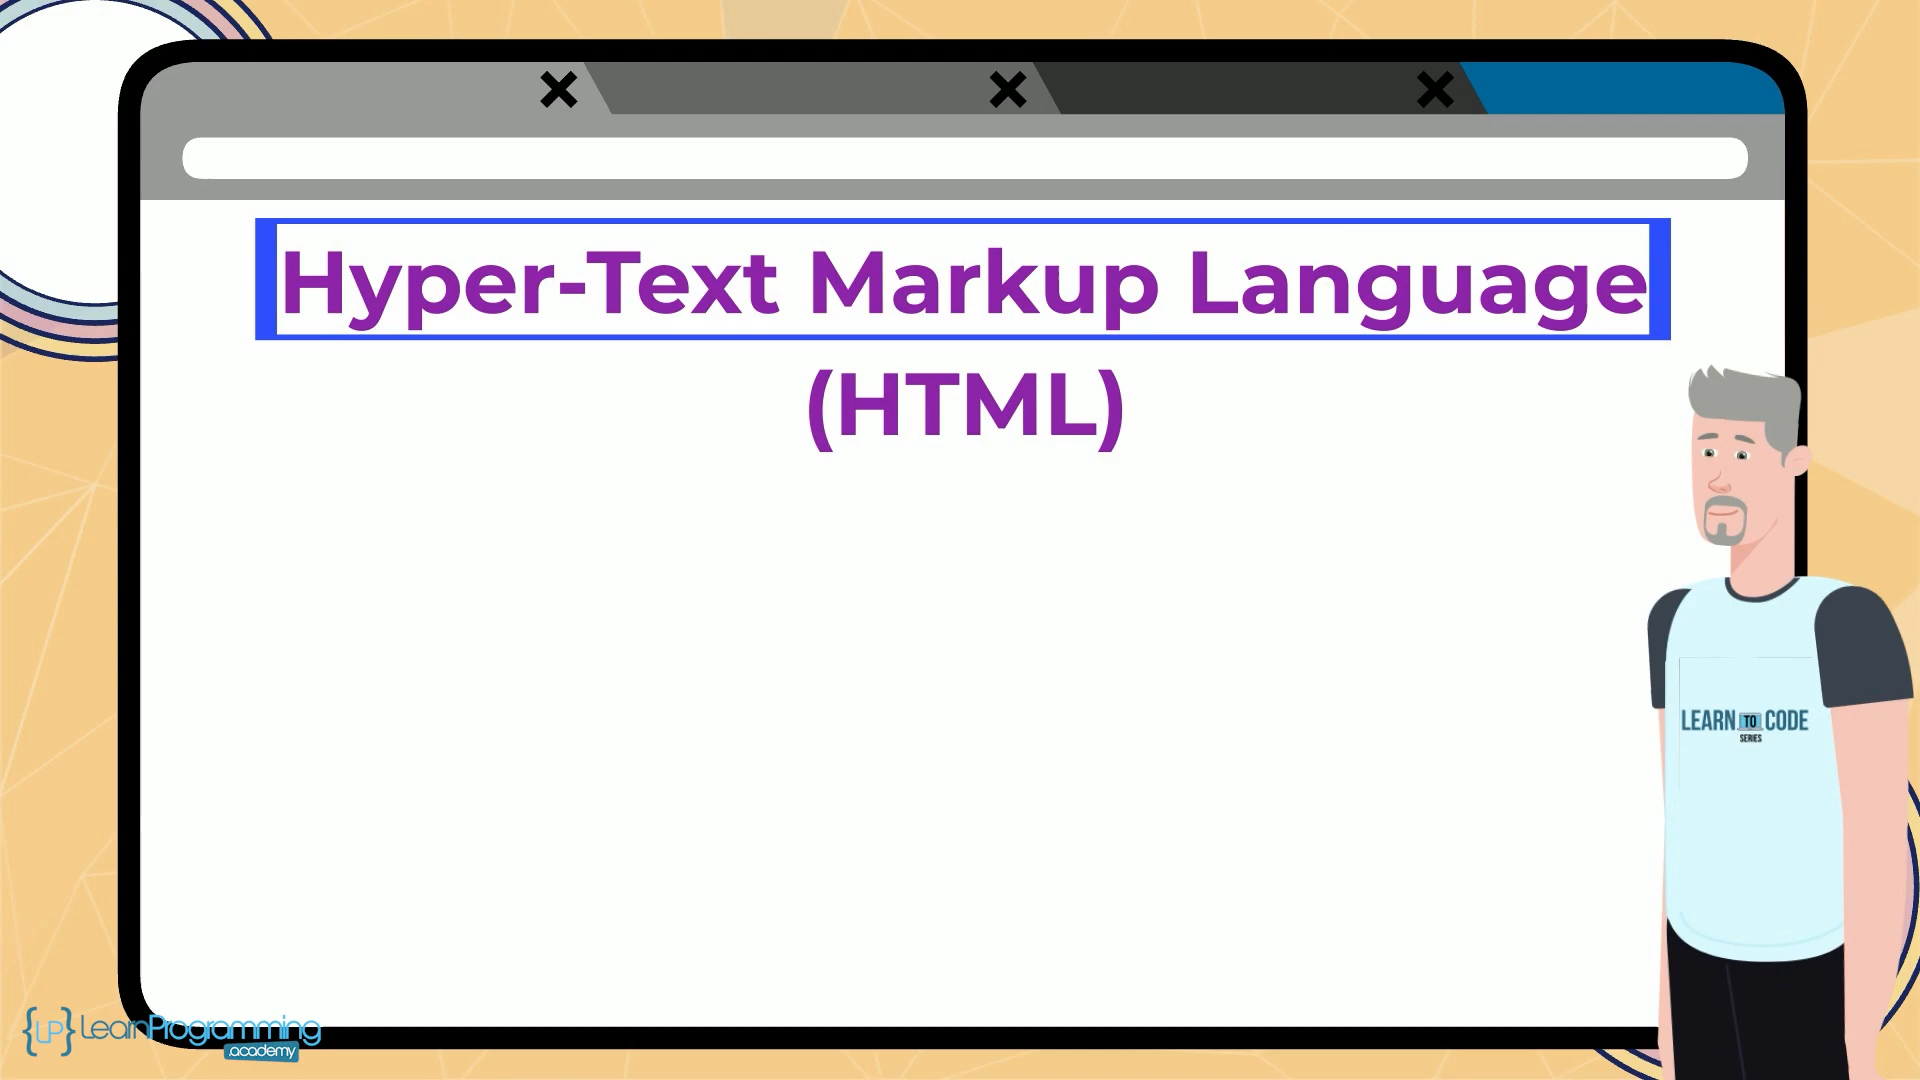 Hyper-Text Markup Language
(HTML)
LEARN TO CODE
SERIES
{LP} LearnProgramming
.academy